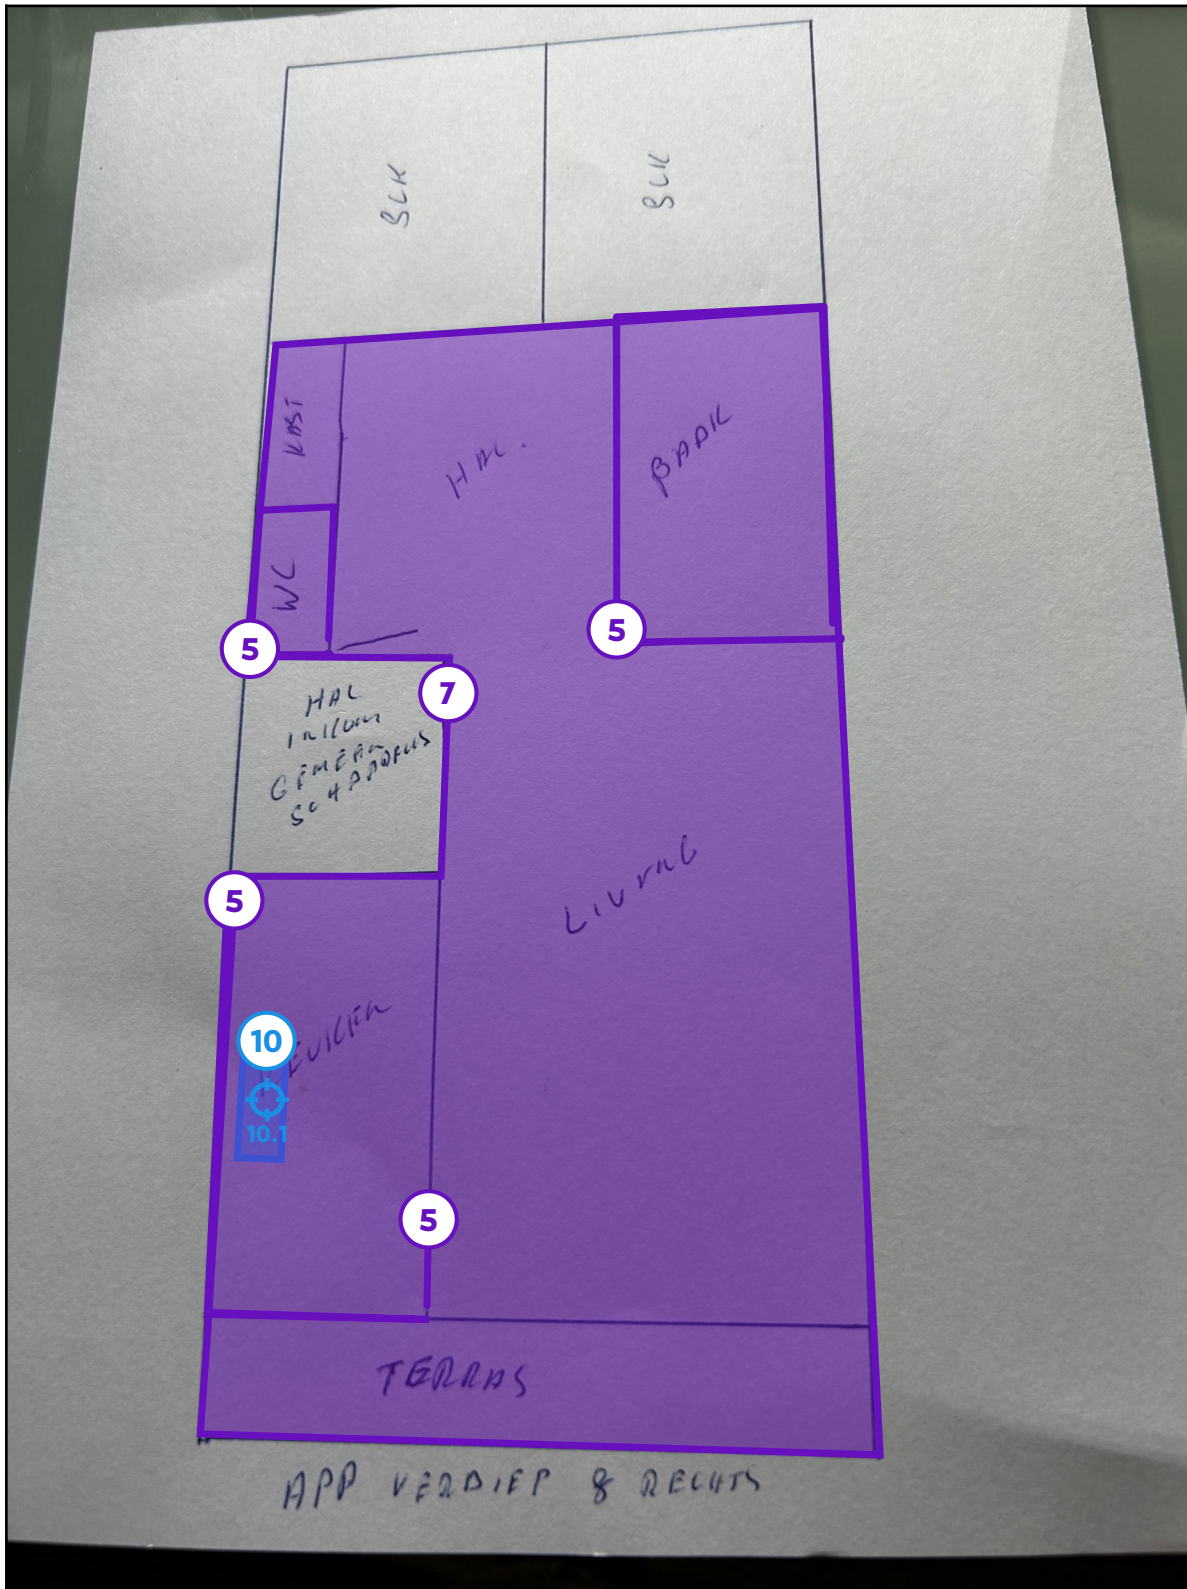 BLK
BLK
KAST
HAL.
BADK
WC
5
5
7
HAL
INKOM
GEMEEN
SCHAPPELIJK
LIVING
5
10
KEUKEN
10.1
5
TERRAS
APP VERDIEP 8 RECHTS